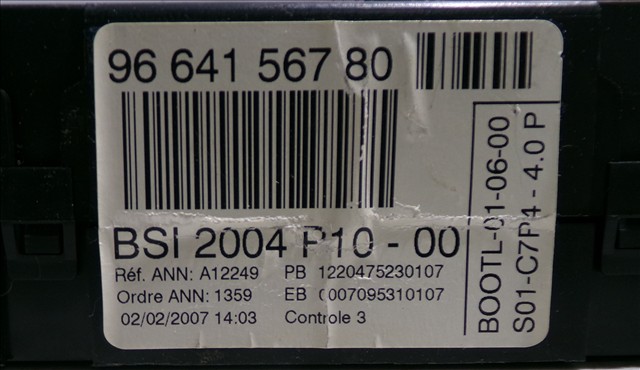 96 641 567 80
BSI 2004 P10 - 00
Réf. ANN: A12249 PB 1220475230107
Ordre ANN: 1359 EB 0007095310107
02/02/2007 14:03 Controle 3
BOOTL-01-06-00
S01-C7P4 - 4.0 P